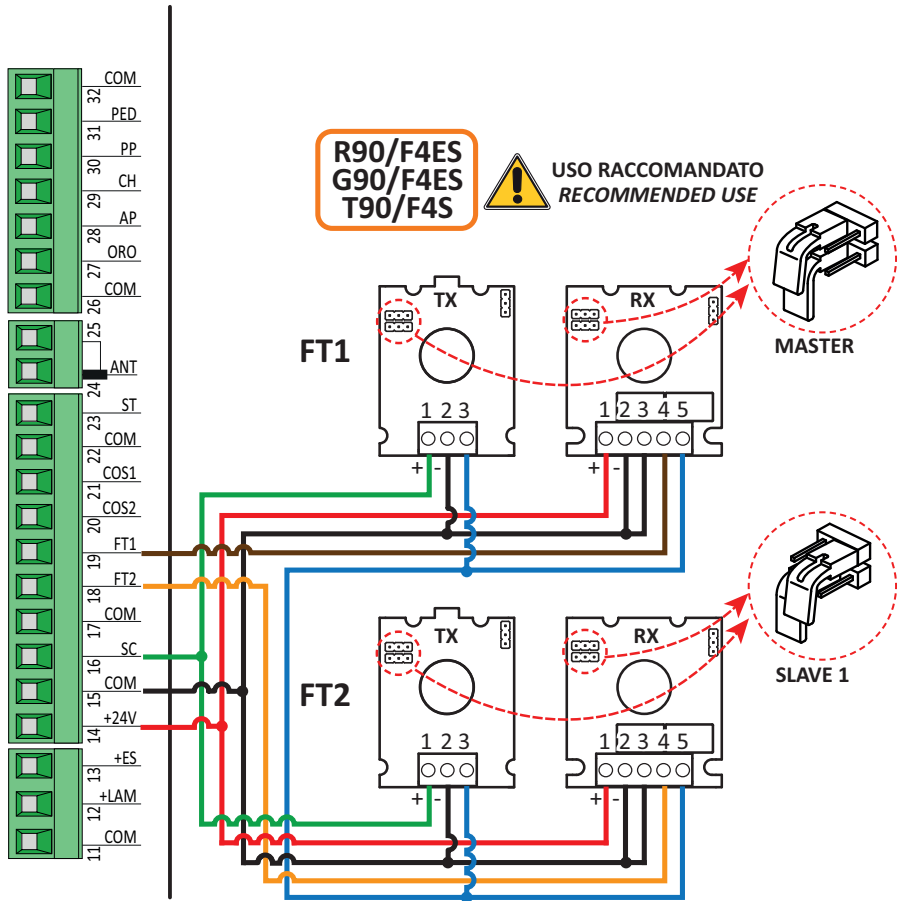 COM
32
PED
31
PP
30
CH
29
AP
28
ORO
27
COM
26
25
ANT
24
ST
23
COM
22
COS1
21
COS2
20
FT1
19
FT2
18
COM
17
SC
16
COM
15
+24V
14
+ES
13
+LAM
12
COM
11
R90/F4ES
G90/F4ES
T90/F4S
USO RACCOMANDATO
RECOMMENDED USE
MASTER
FT1
TX
1 2 3
+ -
RX
1 2 3 4 5
+ -
SLAVE 1
FT2
TX
1 2 3
+ -
RX
1 2 3 4 5
+ -